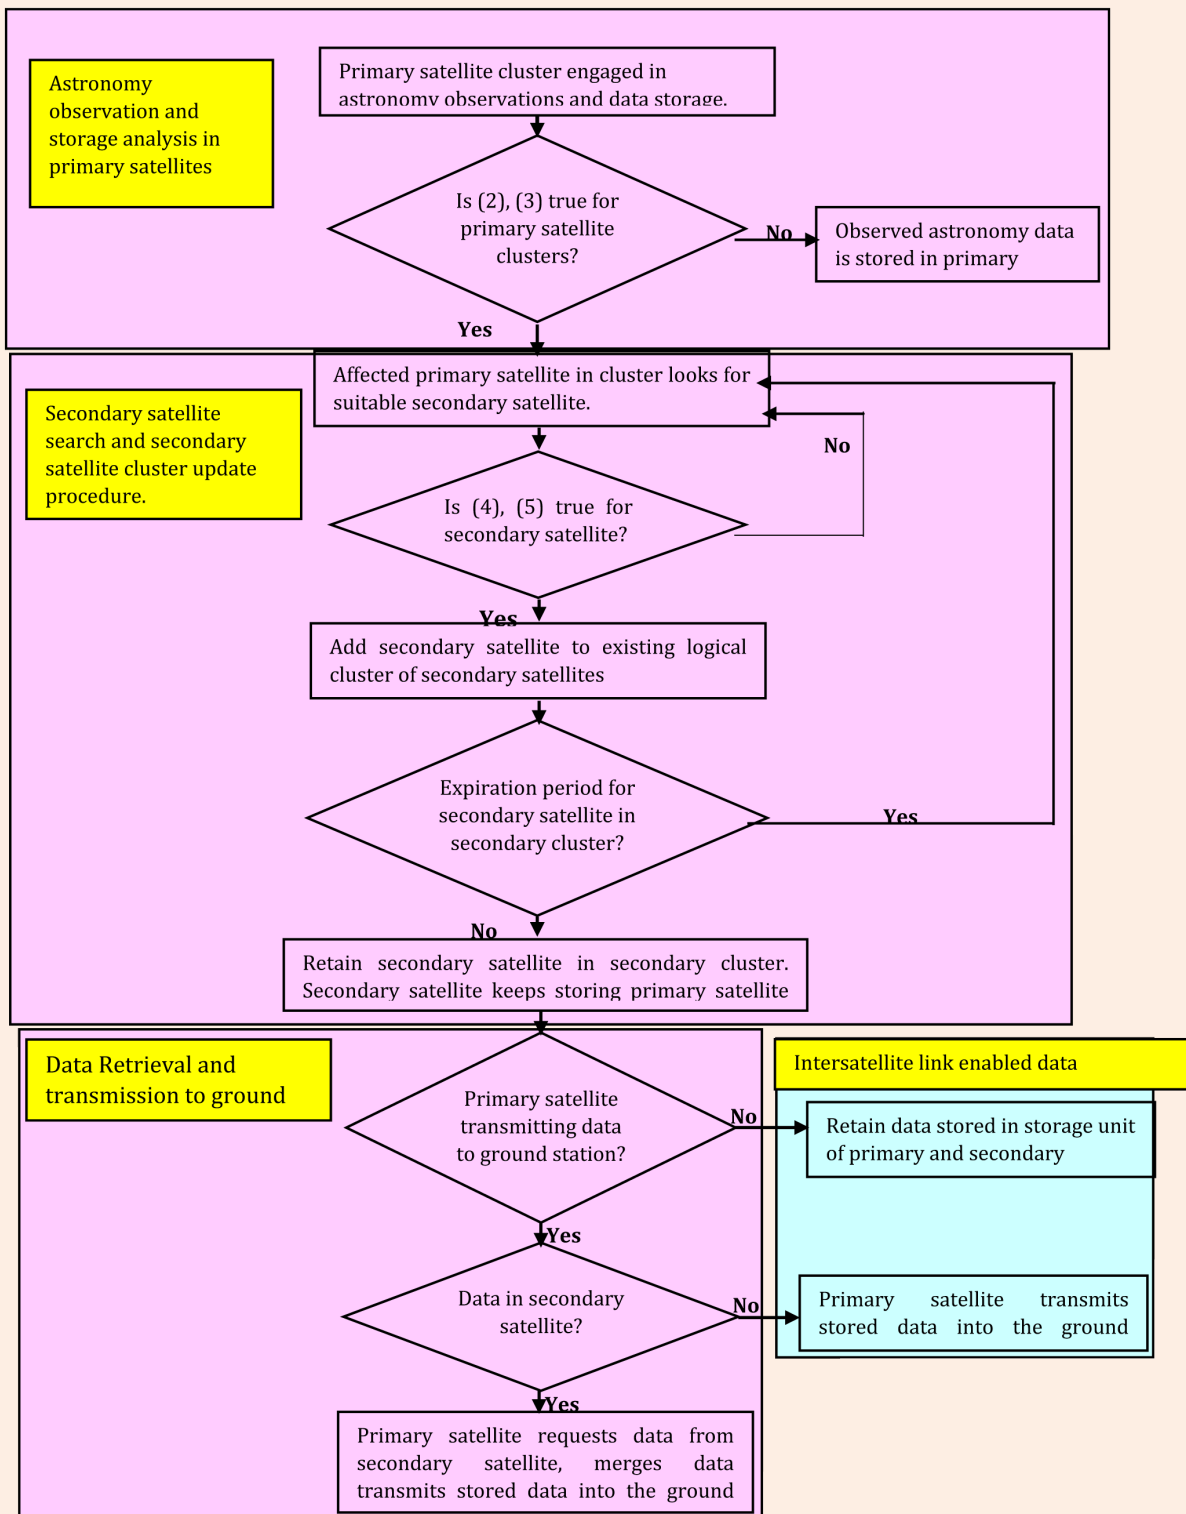 Astronomy
observation and
storage analysis in
primary satellites
Primary satellite cluster engaged in
astronomy observations and data storage.
Is (2), (3) true for
primary satellite
clusters?
No
Observed astronomy data
is stored in primary
Yes
Affected primary satellite in cluster looks for
suitable secondary satellite.
Secondary satellite
search and secondary
satellite cluster update
procedure.
No
Is (4), (5) true for
secondary satellite?
Yes
Add secondary satellite to existing logical
cluster of secondary satellites
Expiration period for
secondary satellite in
secondary cluster?
Yes
No
Retain secondary satellite in secondary cluster.
Secondary satellite keeps storing primary satellite
Data Retrieval and
transmission to ground
Primary satellite
transmitting data
to ground station?
No
Intersatellite link enabled data
Retain data stored in storage unit
of primary and secondary
Yes
Data in secondary
satellite?
No
Primary satellite transmits
stored data into the ground
Yes
Primary satellite requests data from
secondary satellite, merges data
transmits stored data into the ground